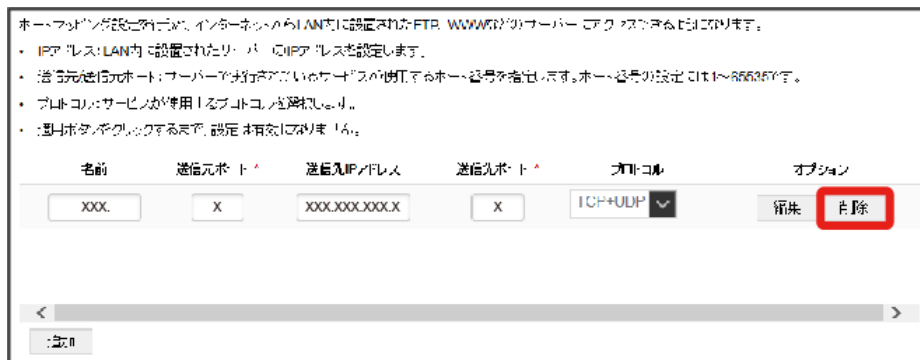 ポートマッピング設定を行うと、インターネットからLAN内に設置されたFTP、WWWなどのサーバーにアクセスできるようになります。
• IPアドレス: LAN内に設置されたサーバーのIPアドレスを設定します。
• 送信元/送信先ポート: サーバーで実行されているサービスが使用するポート番号を指定します。ポート番号の設定には1~65535です。
• プロトコル: サービスが使用するプロトコルを選択します。
• 適用ボタンをクリックするまで、設定は有効になりません。
名前 送信元ポート * 送信先IPアドレス 送信先ポート * プロトコル オプション
XXX. X XXX.XXX.XXX.X X TCP+UDP 編集 削除
追加